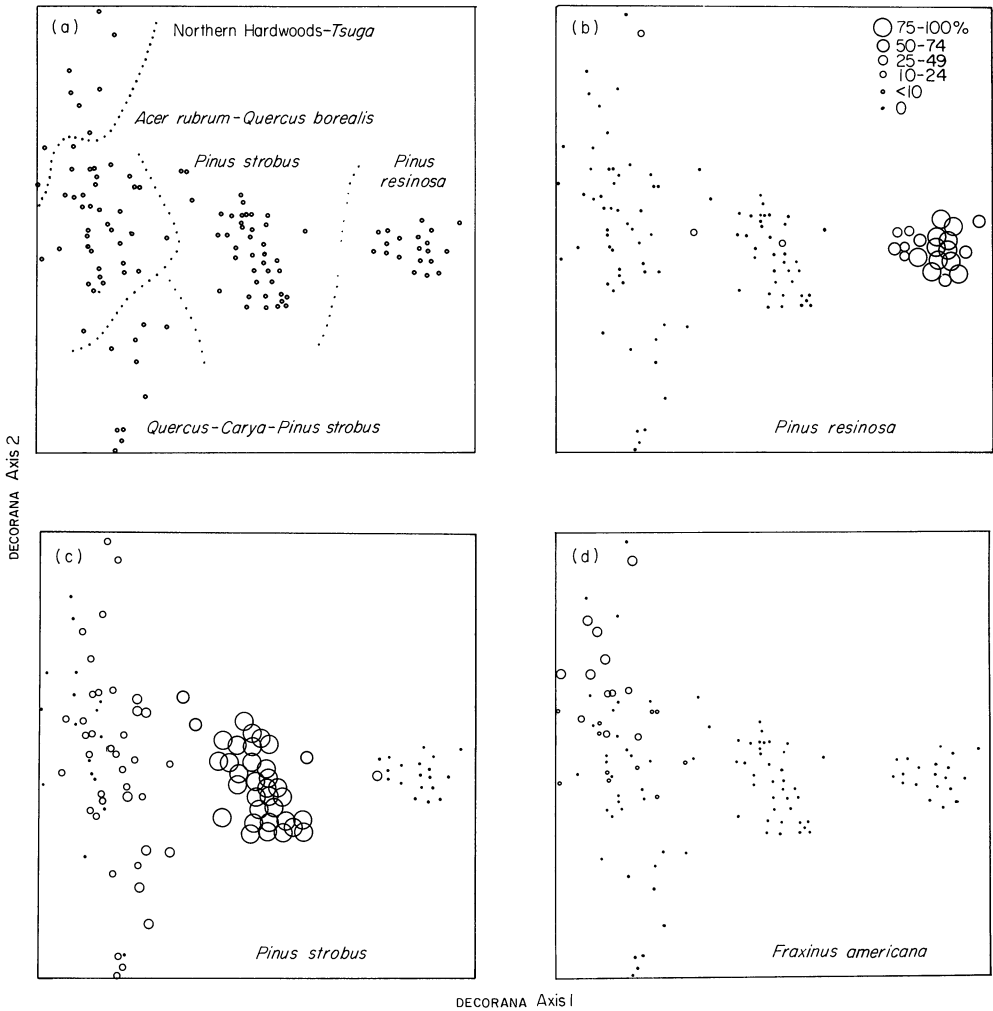 (a)
Northern Hardwoods–Tsuga
Acer rubrum–Quercus borealis
Pinus strobus
Pinus
resinosa
Quercus–Carya–Pinus strobus
(b)
75–100%
50–74
25–49
10–24
<10
0
Pinus resinosa
DECORANA Axis 2
(c)
Pinus strobus
(d)
Fraxinus americana
DECORANA Axis 1